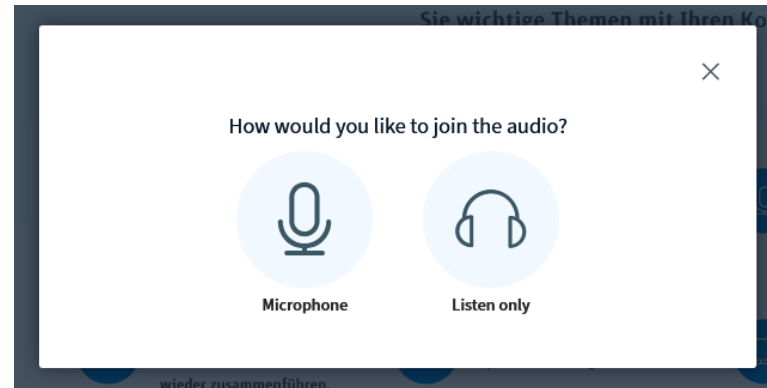 Sie wichtige Themen mit Ihren Ko
How would you like to join the audio?
Microphone
Listen only
wieder zusammenführen.